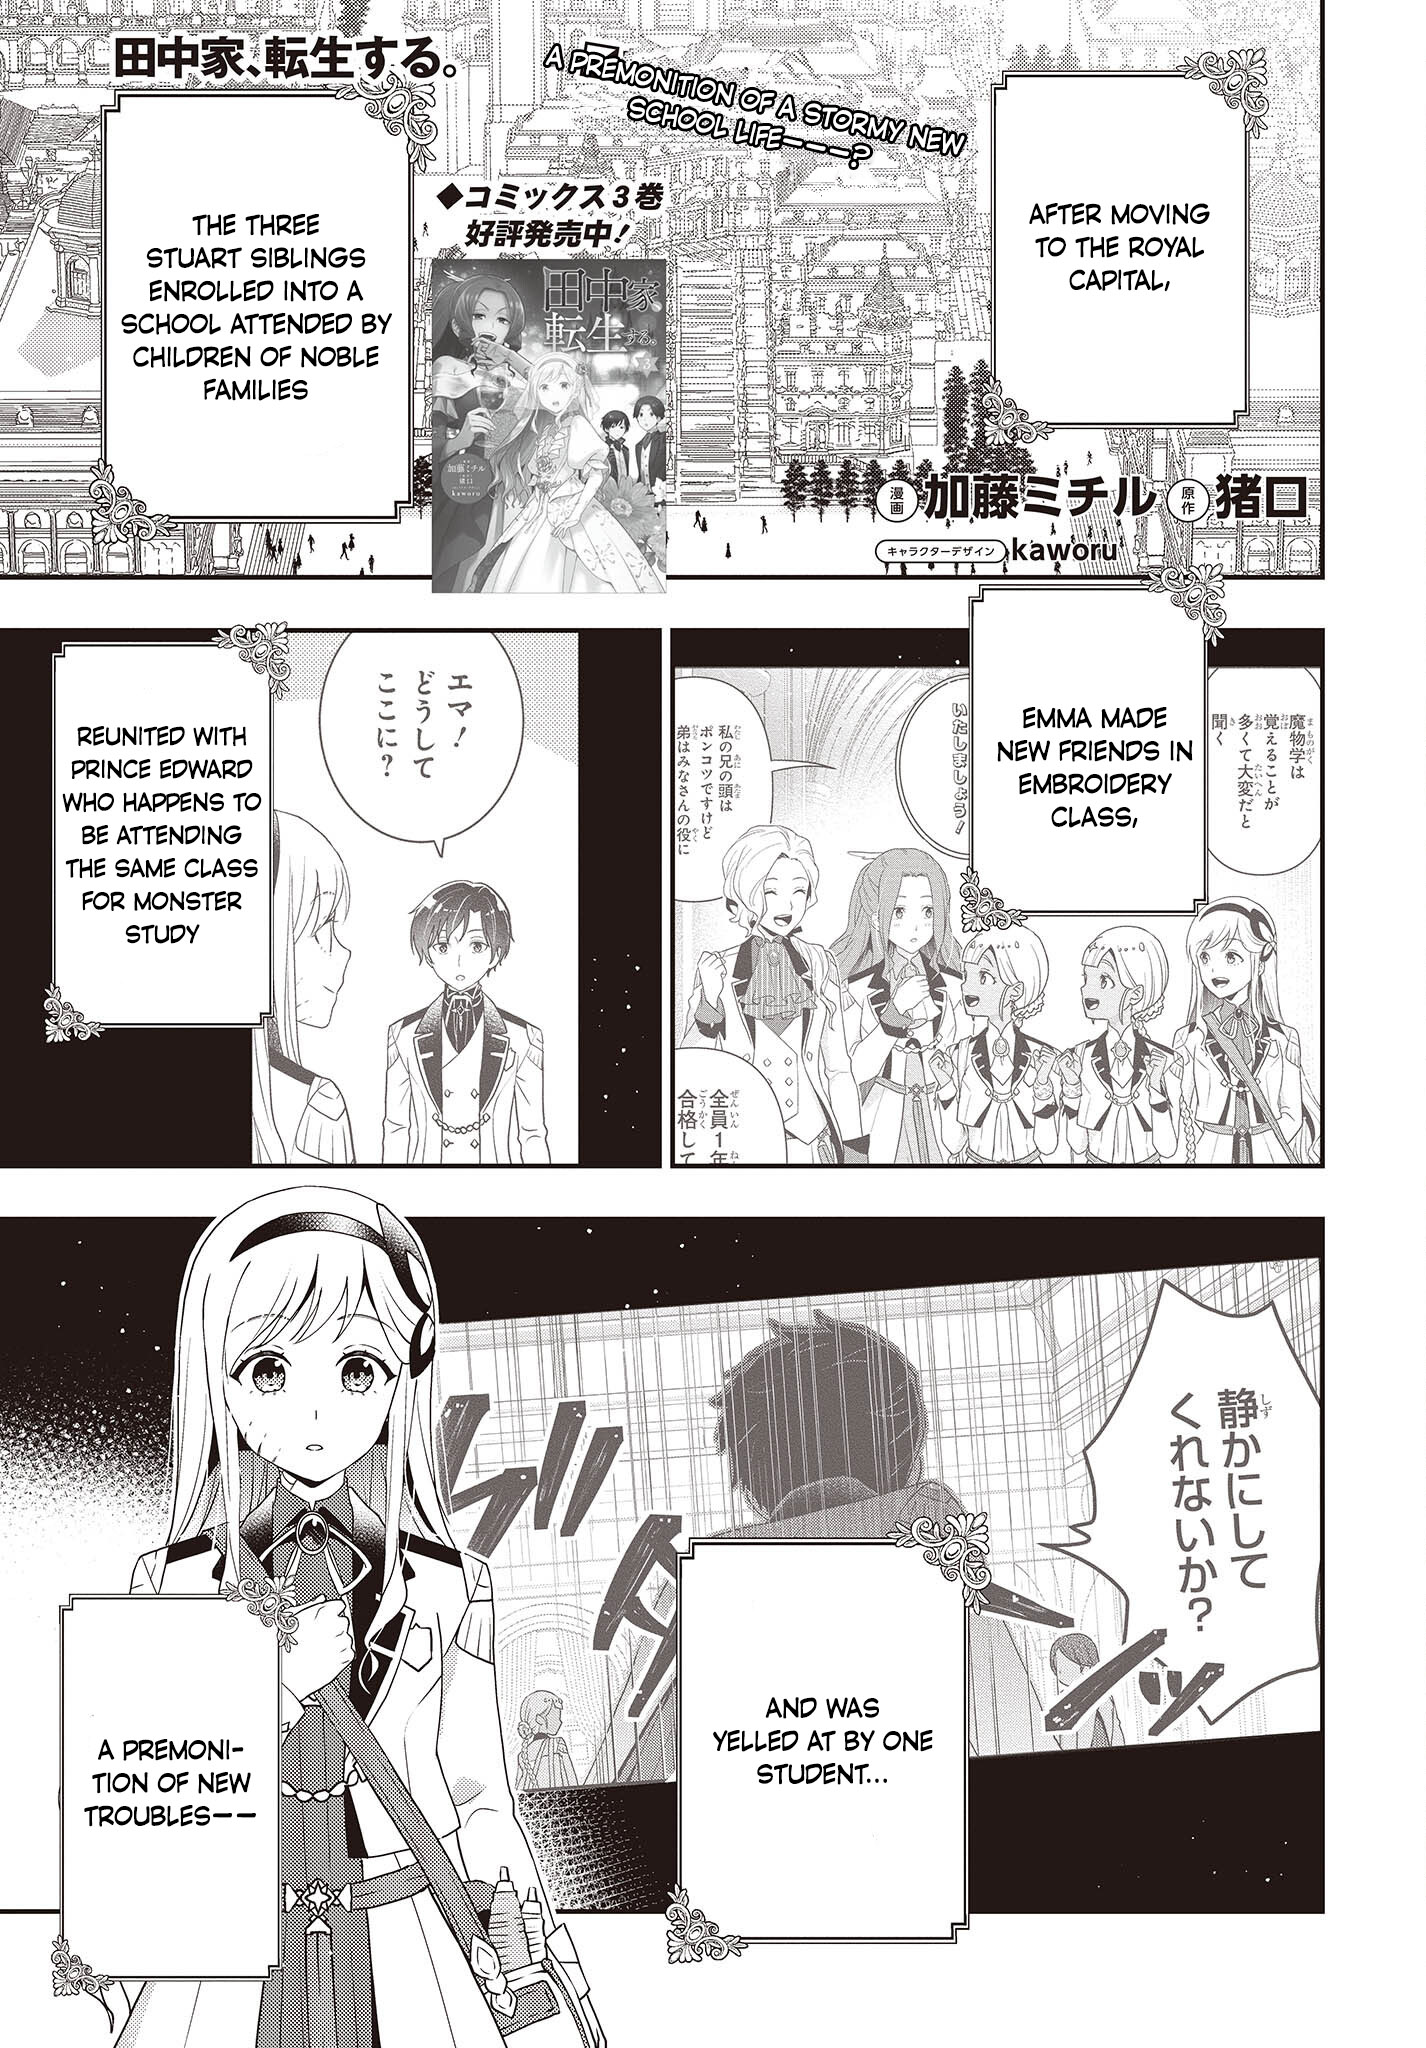 田中家、転生する。
A PREMONITION OF A STORMY NEW
SCHOOL LIFE———?
AFTER MOVING
TO THE ROYAL
CAPITAL,
THE THREE
STUART SIBLINGS
ENROLLED INTO A
SCHOOL ATTENDED BY
CHILDREN OF NOBLE
FAMILIES
◆コミックス3巻
好評発売中!
田中家、
転生する。
加藤ミチル
猪口
kaworu
漫画 加藤ミチル 原作 猪口
キャラクターデザイン kaworu
魔物学は
覚えることが
多くて大変だと
聞く
EMMA MADE
NEW FRIENDS IN
EMBROIDERY
CLASS,
いたしましょう!
私の兄の頭は
ポンコツですけど
弟はみなさんの役に
全員1年
合格して
エマ!
どうして
ここに?
REUNITED WITH
PRINCE EDWARD
WHO HAPPENS TO
BE ATTENDING
THE SAME CLASS
FOR MONSTER
STUDY
静かにして
くれないか?
AND WAS
YELLED AT BY ONE
STUDENT...
A PREMONI-
TION OF NEW
TROUBLES——